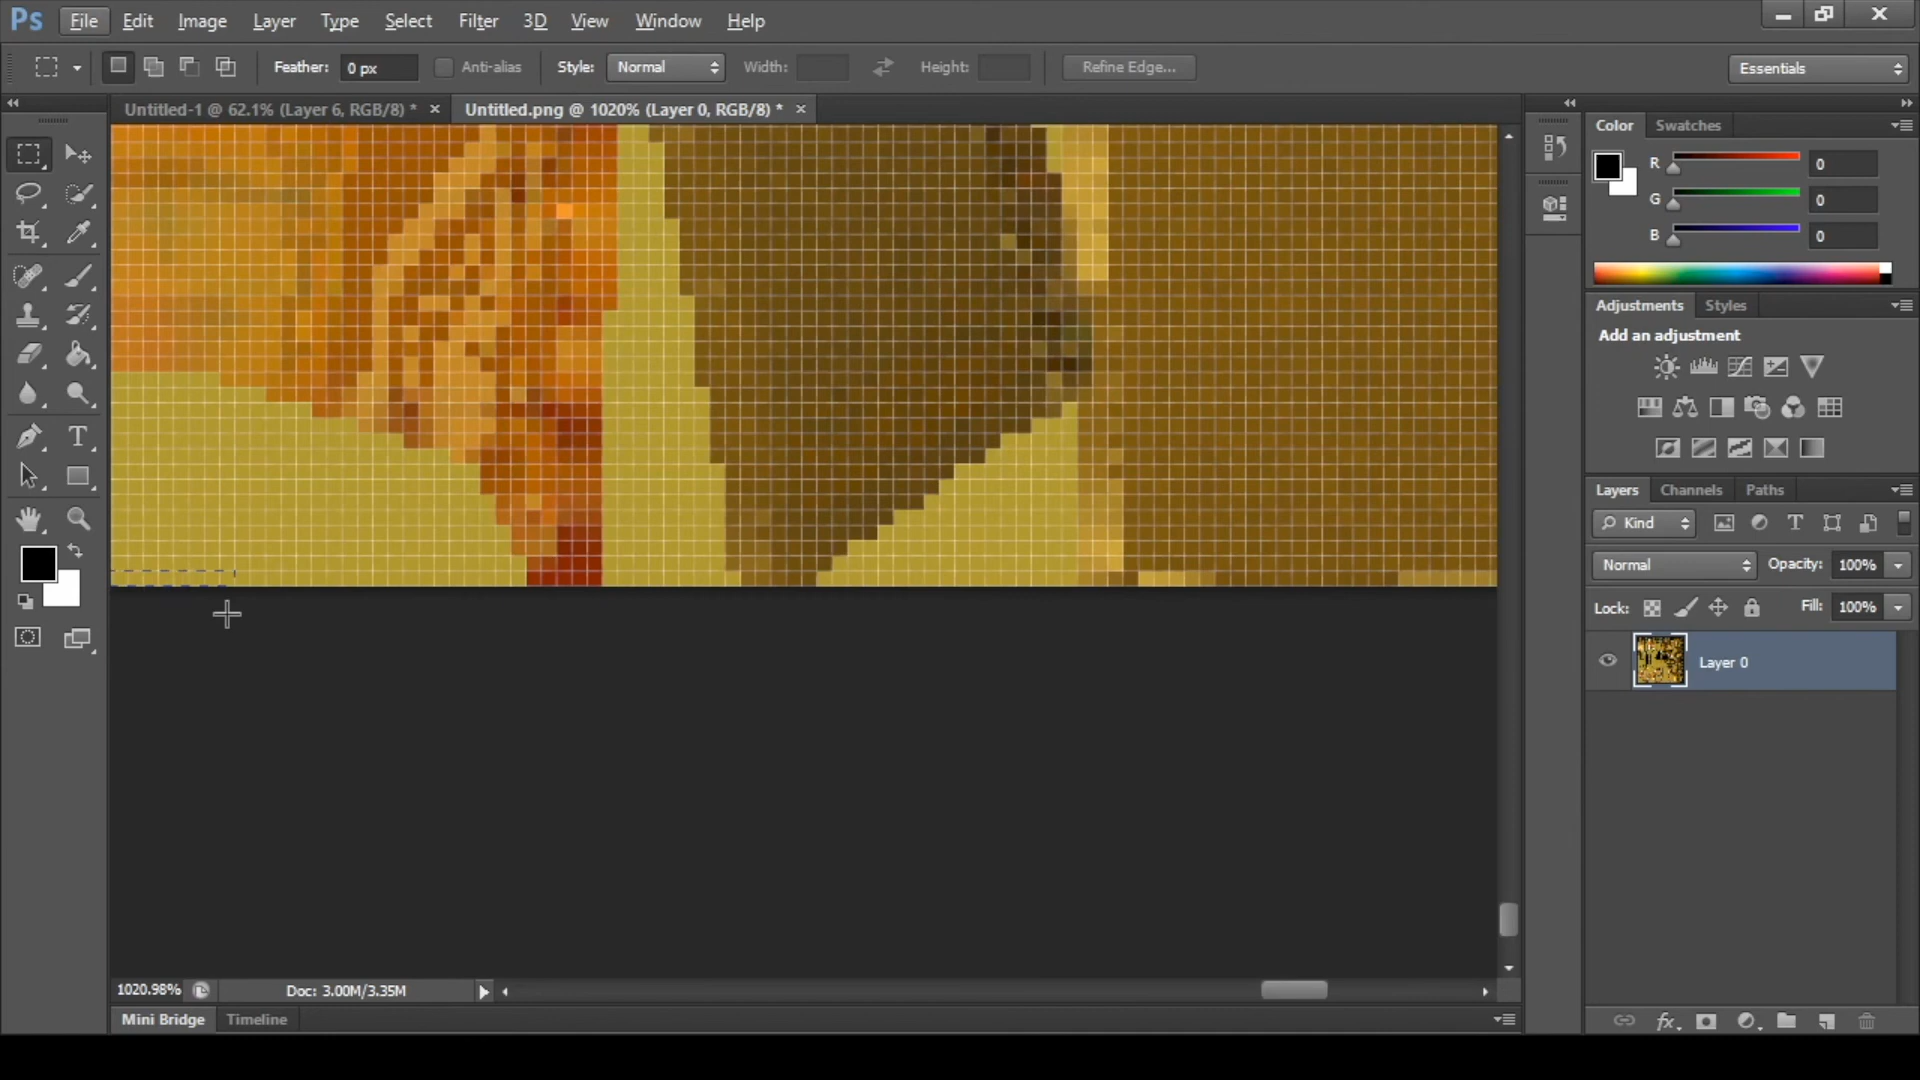 Ps File Edit Image Layer Type Select Filter 3D View Window Help
Feather: 0 px Anti-alias Style: Normal Width: Height: Refine Edge... Essentials
Untitled-1 @ 62.1% (Layer 6, RGB/8) * × Untitled.png @ 1020% (Layer 0, RGB/8) * ×
Color Swatches
R 0
G 0
B 0
Adjustments Styles
Add an adjustment
Layers Channels Paths
Kind
Normal Opacity: 100%
Lock: Fill: 100%
Layer 0
1020.98% Doc: 3.00M/3.35M
Mini Bridge Timeline